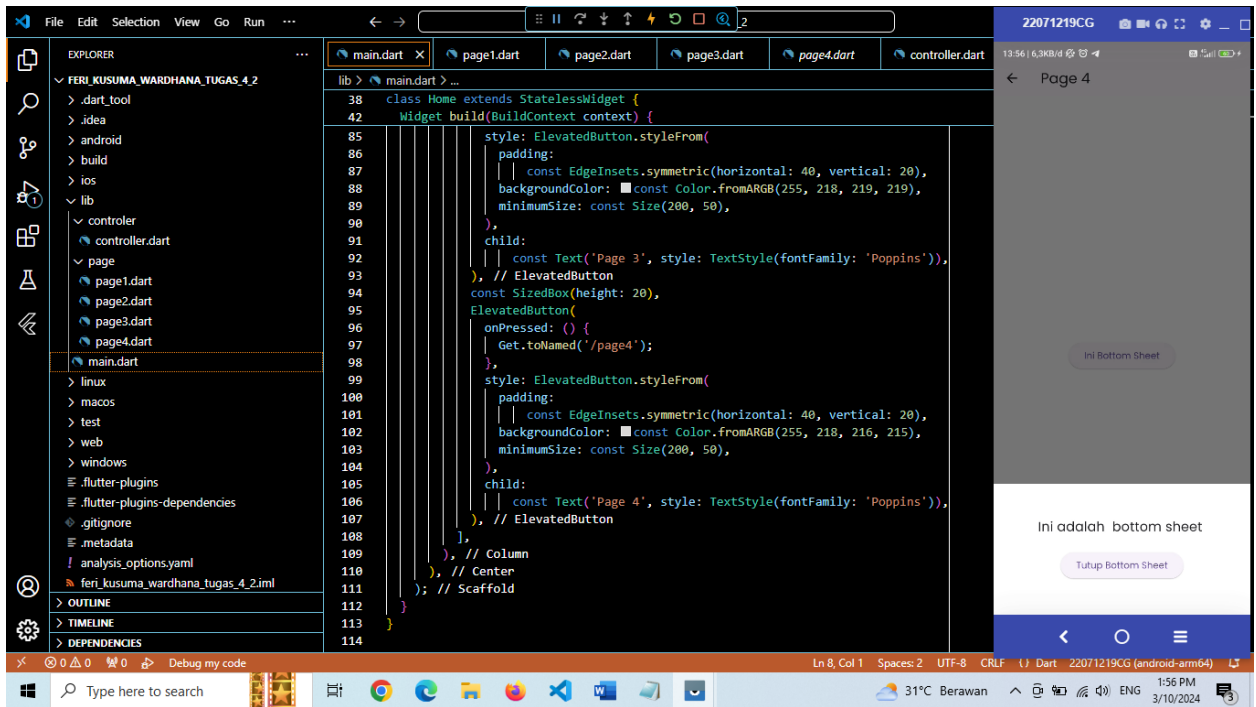 File Edit Selection View Go Run ···
_2
EXPLORER ···
FERI_KUSUMA_WARDHANA_TUGAS_4_2
.dart_tool
.idea
android
build
ios
lib
controler
controller.dart
page
page1.dart
page2.dart
page3.dart
page4.dart
main.dart
linux
macos
test
web
windows
.flutter-plugins
.flutter-plugins-dependencies
.gitignore
.metadata
analysis_options.yaml
feri_kusuma_wardhana_tugas_4_2.iml
OUTLINE
TIMELINE
DEPENDENCIES
1
main.dart page1.dart page2.dart page3.dart page4.dart controller.dart
lib > main.dart > ...
38 class Home extends StatelessWidget {
42 Widget build(BuildContext context) {
85 style: ElevatedButton.styleFrom(
86 padding:
87 const EdgeInsets.symmetric(horizontal: 40, vertical: 20),
88 backgroundColor: const Color.fromARGB(255, 218, 219, 219),
89 minimumSize: const Size(200, 50),
90 ),
91 child:
92 const Text('Page 3', style: TextStyle(fontFamily: 'Poppins')),
93 ), // ElevatedButton
94 const SizedBox(height: 20),
95 ElevatedButton(
96 onPressed: () {
97 Get.toNamed('/page4');
98 },
99 style: ElevatedButton.styleFrom(
100 padding:
101 const EdgeInsets.symmetric(horizontal: 40, vertical: 20),
102 backgroundColor: const Color.fromARGB(255, 218, 216, 215),
103 minimumSize: const Size(200, 50),
104 ),
105 child:
106 const Text('Page 4', style: TextStyle(fontFamily: 'Poppins')),
107 ), // ElevatedButton
108 ],
109 ), // Column
110 ), // Center
111 ); // Scaffold
112 }
113 }
114
22071219CG
13:56 | 6,3KB/d
Page 4
Ini Bottom Sheet
Ini adalah bottom sheet
Tutup Bottom Sheet
0 0 0 Debug my code Ln 8, Col 1 Spaces: 2 UTF-8 CRLF {} Dart 22071219CG (android-arm64)
Type here to search 31°C Berawan ENG 1:56 PM
3/10/2024
3